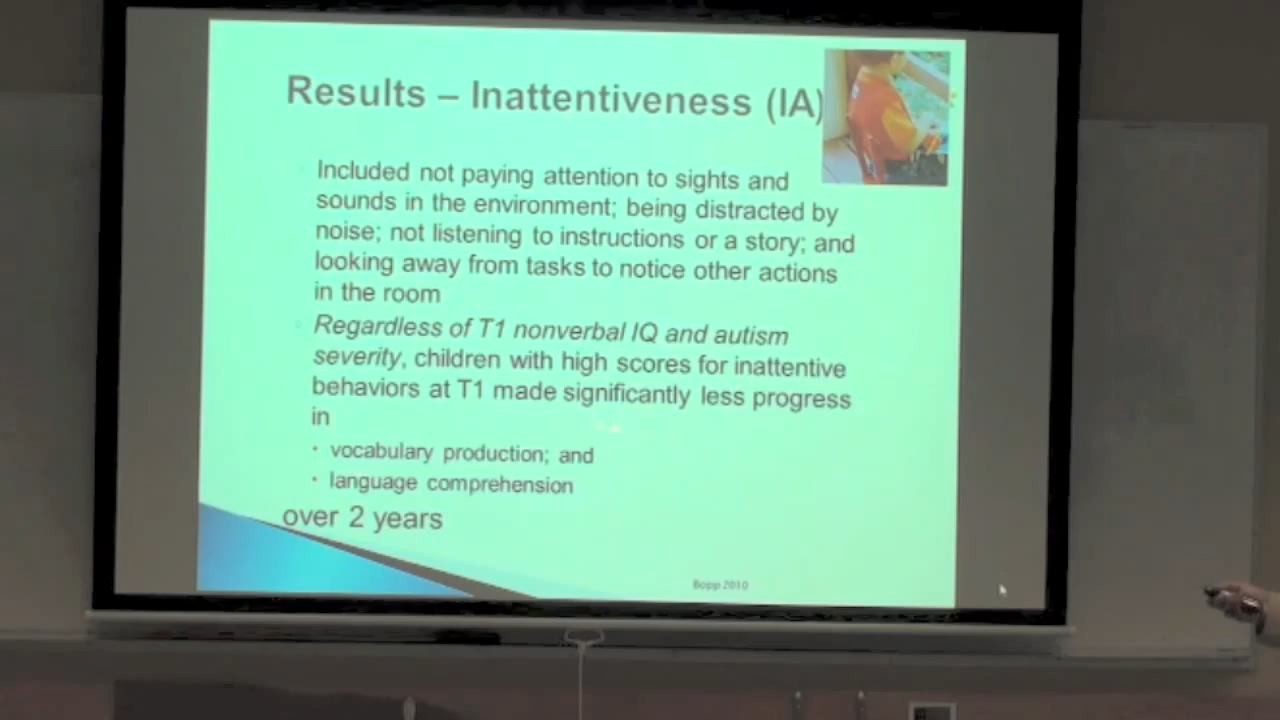 Results – Inattentiveness (IA)
Included not paying attention to sights and
sounds in the environment; being distracted by
noise; not listening to instructions or a story; and
looking away from tasks to notice other actions
in the room
Regardless of T1 nonverbal IQ and autism
severity, children with high scores for inattentive
behaviors at T1 made significantly less progress
in
· vocabulary production; and
· language comprehension
over 2 years
Bopp 2010